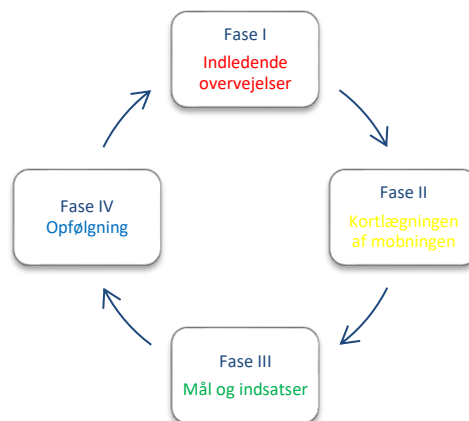 Fase I
Indledende
overvejelser
Fase II
Kortlægningen
af mobningen
Fase III
Mål og indsatser
Fase IV
Opfølgning